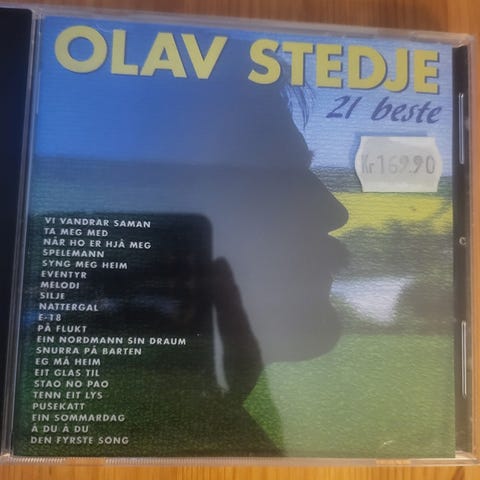 OLAV STEDJE
21 beste
Kr 169.90
VI VANDRAR SAMAN
TA MEG MED
NÅR HO ER HJÅ MEG
SPELEMANN
SYNG MEG HEIM
EVENTYR
MELODI
SILJE
NATTERGAL
E-18
PÅ FLUKT
EIN NORDMANN SIN DRAUM
SNURRA PÅ BARTEN
EG MÅ HEIM
EIT GLAS TIL
STAO NO PAO
TENN EIT LYS
PUSEKATT
EIN SOMMARDAG
Å DU Å DU
DEN FYRSTE SONG